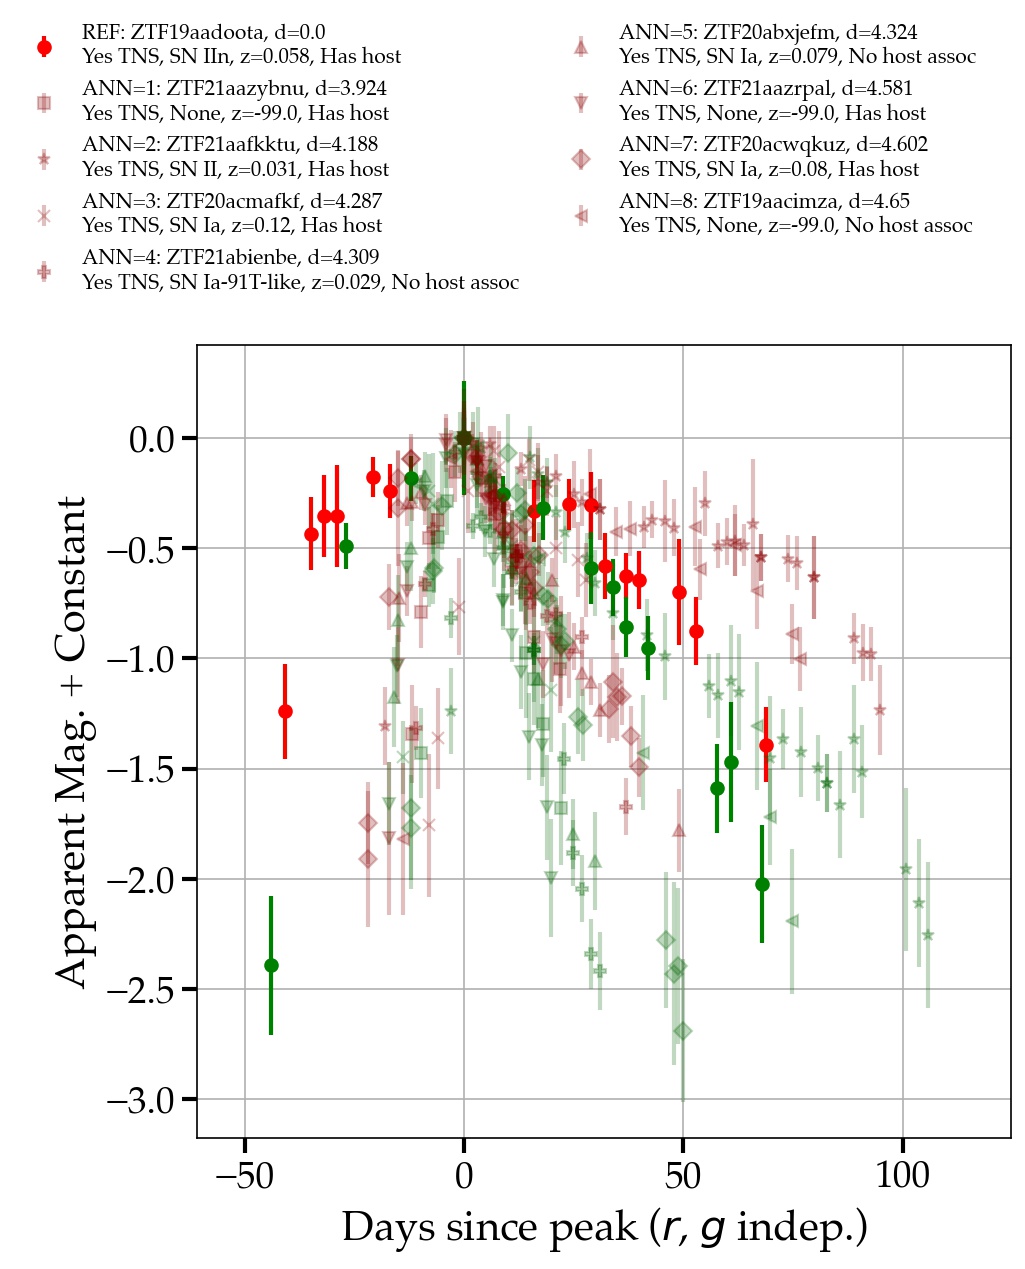 REF: ZTF19aadoota, d=0.0
Yes TNS, SN IIn, z=0.058, Has host
ANN=1: ZTF21aazybnu, d=3.924
Yes TNS, None, z=-99.0, Has host
ANN=2: ZTF21aafkktu, d=4.188
Yes TNS, SN II, z=0.031, Has host
ANN=3: ZTF20acmafkf, d=4.287
Yes TNS, SN Ia, z=0.12, Has host
ANN=4: ZTF21abienbe, d=4.309
Yes TNS, SN Ia-91T-like, z=0.029, No host assoc
ANN=5: ZTF20abxjefm, d=4.324
Yes TNS, SN Ia, z=0.079, No host assoc
ANN=6: ZTF21aazrpal, d=4.581
Yes TNS, None, z=-99.0, Has host
ANN=7: ZTF20acwqkuz, d=4.602
Yes TNS, SN Ia, z=0.08, Has host
ANN=8: ZTF19aacimza, d=4.65
Yes TNS, None, z=-99.0, No host assoc
Apparent Mag. + Constant
0.0
−0.5
−1.0
−1.5
−2.0
−2.5
−3.0
−50
0
50
100
Days since peak (r, g indep.)